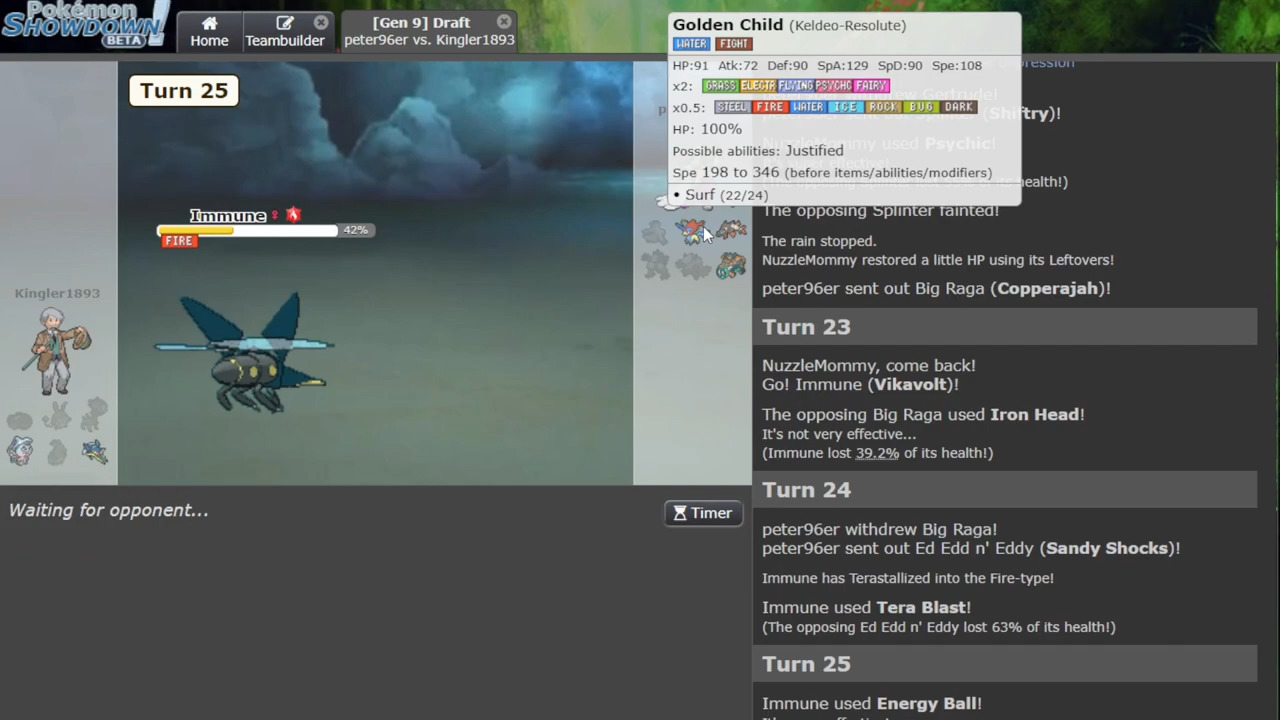 Pokémon
SHOWDOWN!
BETA
Home
Teambuilder
[Gen 9] Draft
peter96er vs. Kingler1893
Golden Child (Keldeo-Resolute)
WATER FIGHT
HP:91 Atk:72 Def:90 SpA:129 SpD:90 Spe:108
x2: GRASS ELECTR FLYING PSYCHC FAIRY
x0.5: STEEL FIRE WATER ICE ROCK BUG DARK
HP: 100%
Possible abilities: Justified
Spe 198 to 346 (before items/abilities/modifiers)
• Surf (22/24)
Turn 25
Immune ♀
42%
FIRE
Kingler1893
Waiting for opponent...
Timer
The opposing Splinter fainted!
The rain stopped.
NuzzleMommy restored a little HP using its Leftovers!
peter96er sent out Big Raga (Copperajah)!
Turn 23
NuzzleMommy, come back!
Go! Immune (Vikavolt)!
The opposing Big Raga used Iron Head!
It's not very effective...
(Immune lost 39.2% of its health!)
Turn 24
peter96er withdrew Big Raga!
peter96er sent out Ed Edd n' Eddy (Sandy Shocks)!
Immune has Terastallized into the Fire-type!
Immune used Tera Blast!
(The opposing Ed Edd n' Eddy lost 63% of its health!)
Turn 25
Immune used Energy Ball!